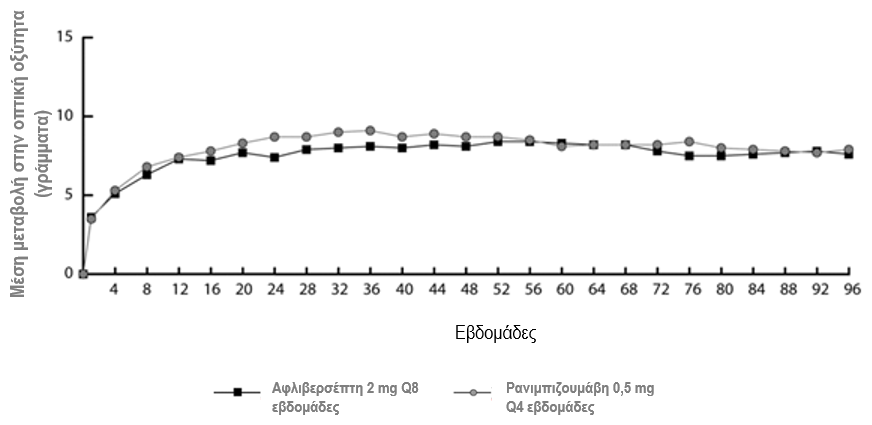 Μέση μεταβολή στην οπτική οξύτητα
(γράμματα)
15
10
5
0
4 8 12 16 20 24 28 32 36 40 44 48 52 56 60 64 68 72 76 80 84 88 92 96
Εβδομάδες
Αφλιβερσέπτη 2 mg Q8
εβδομάδες
Ρανιμπιζουμάβη 0,5 mg
Q4 εβδομάδες